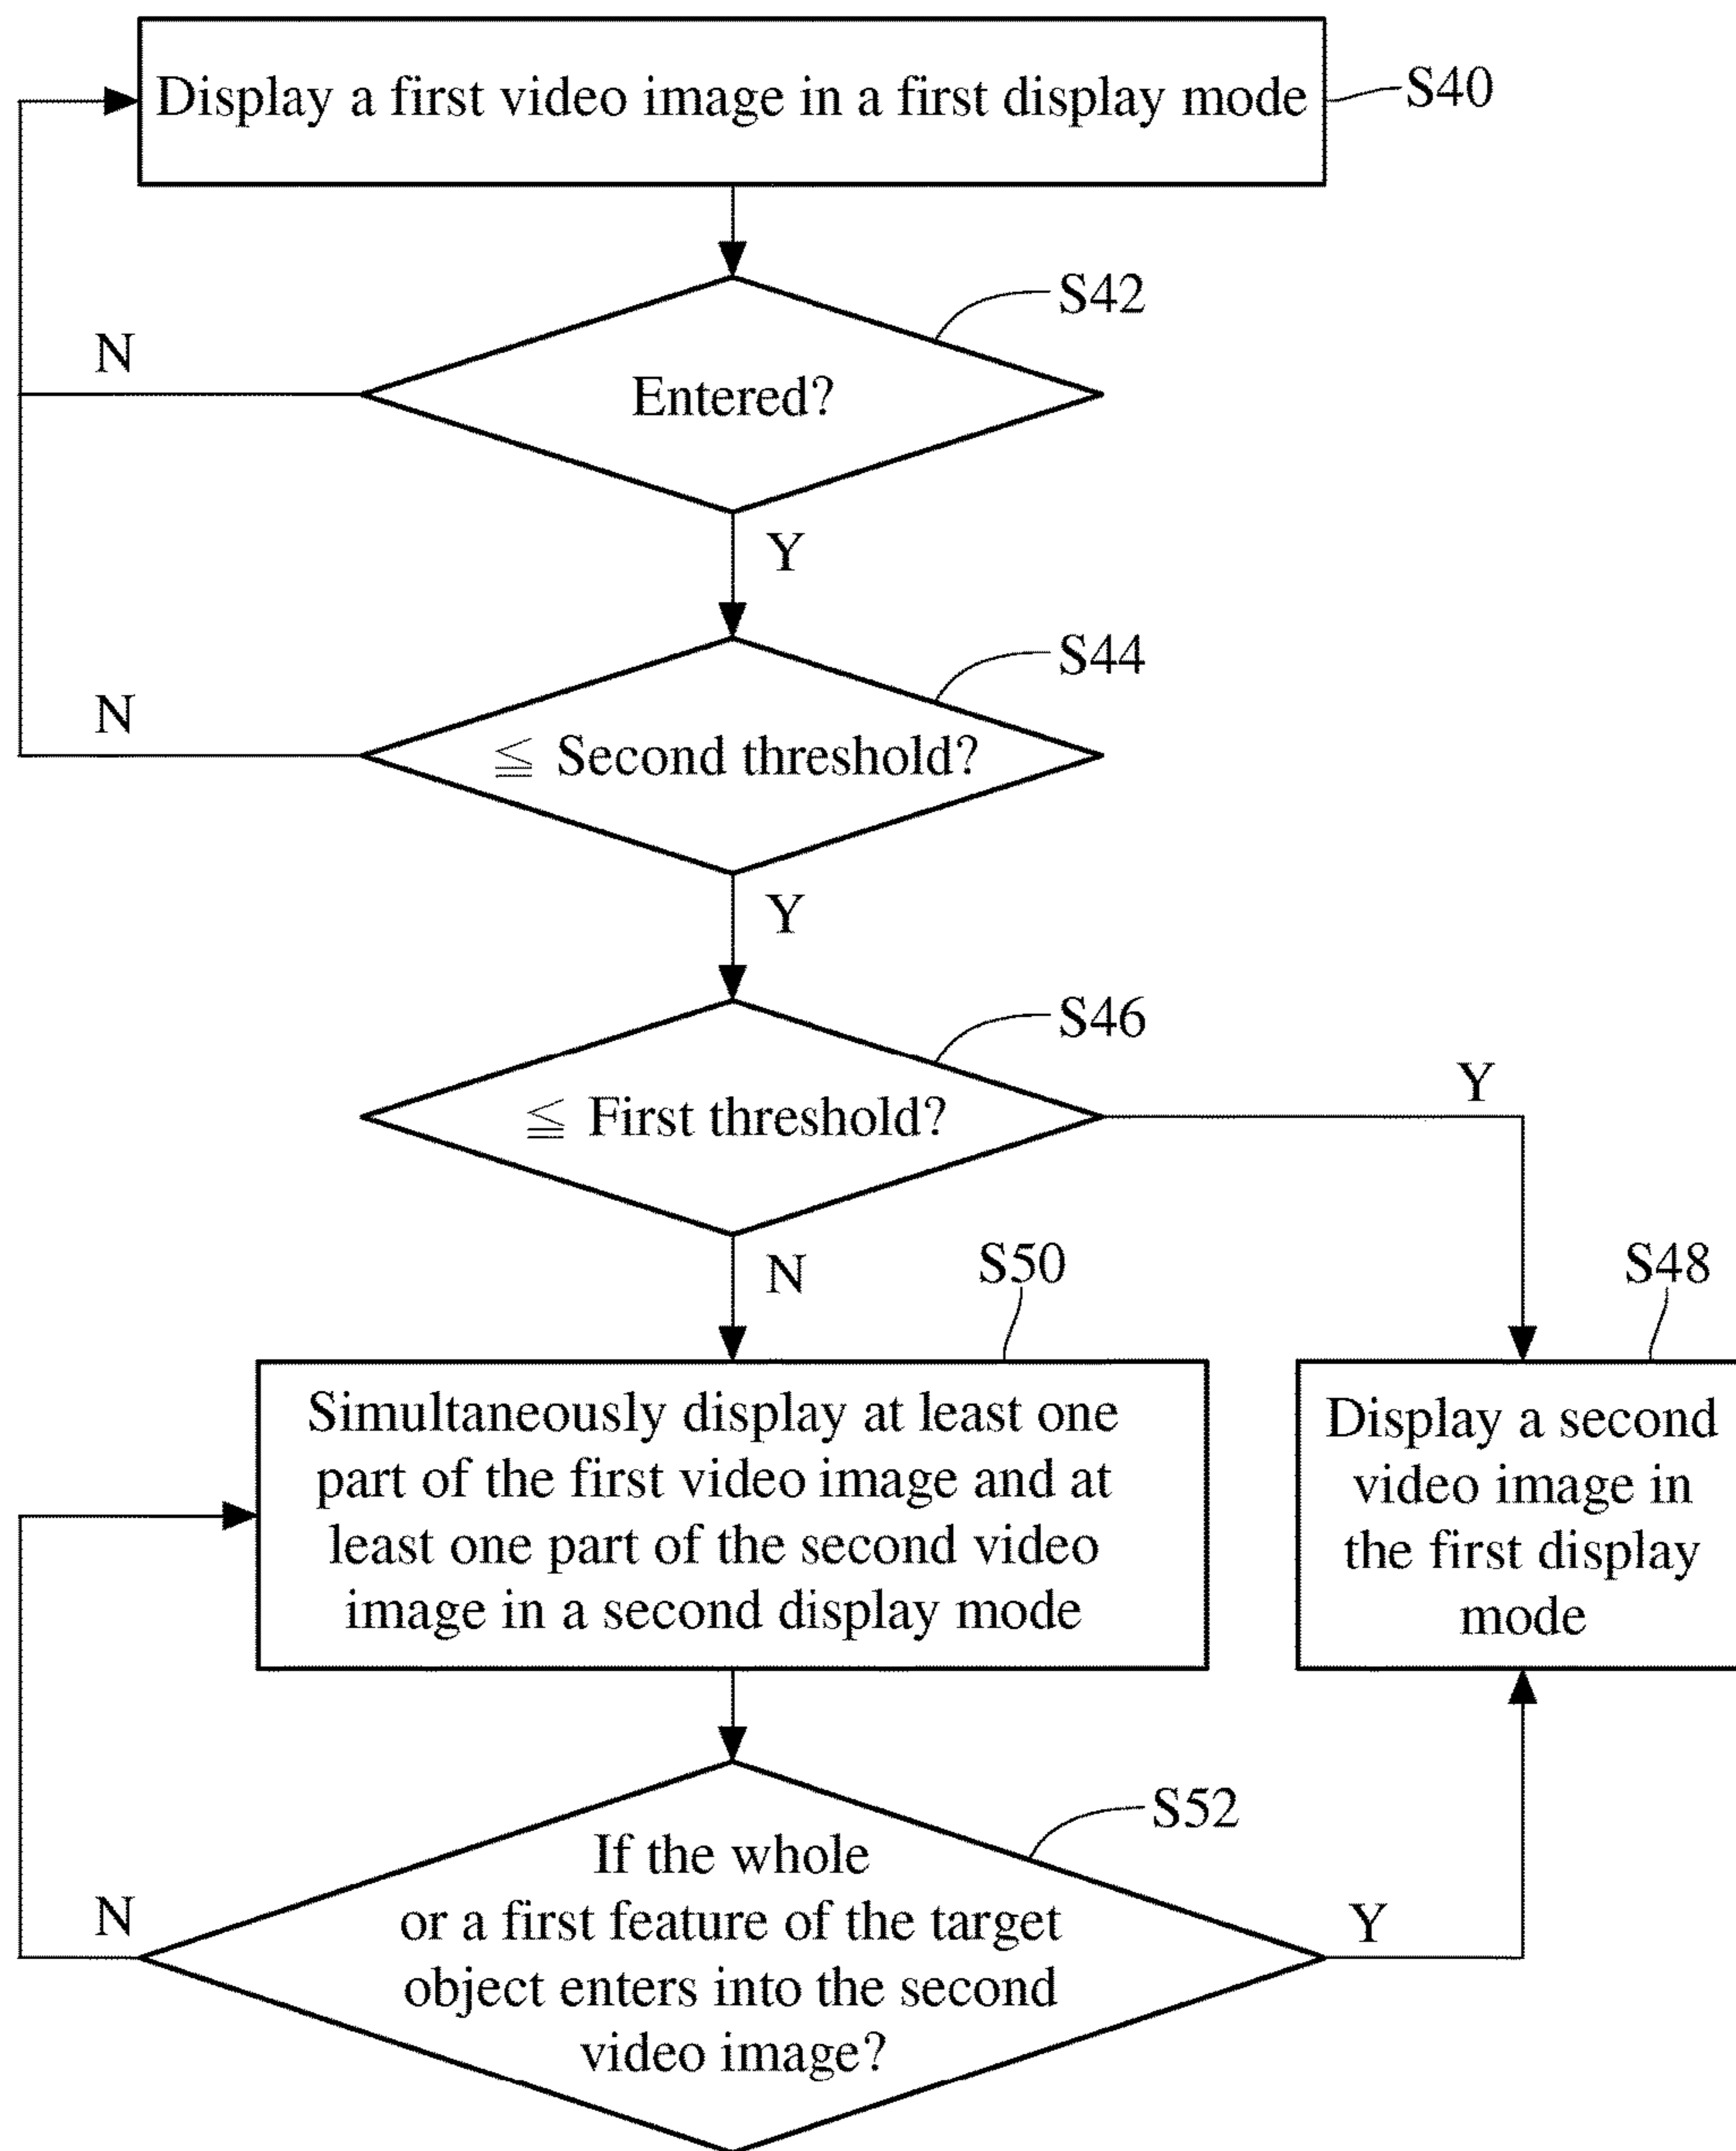 Display a first video image in a first display mode
S40
S42
N
Entered?
Y
S44
N
≦ Second threshold?
Y
S46
≦ First threshold?
Y
N
S50
S48
Simultaneously display at least one
part of the first video image and at
least one part of the second video
image in a second display mode
Display a second
video image in
the first display
mode
S52
If the whole
or a first feature of the target
object enters into the second
video image?
N
Y